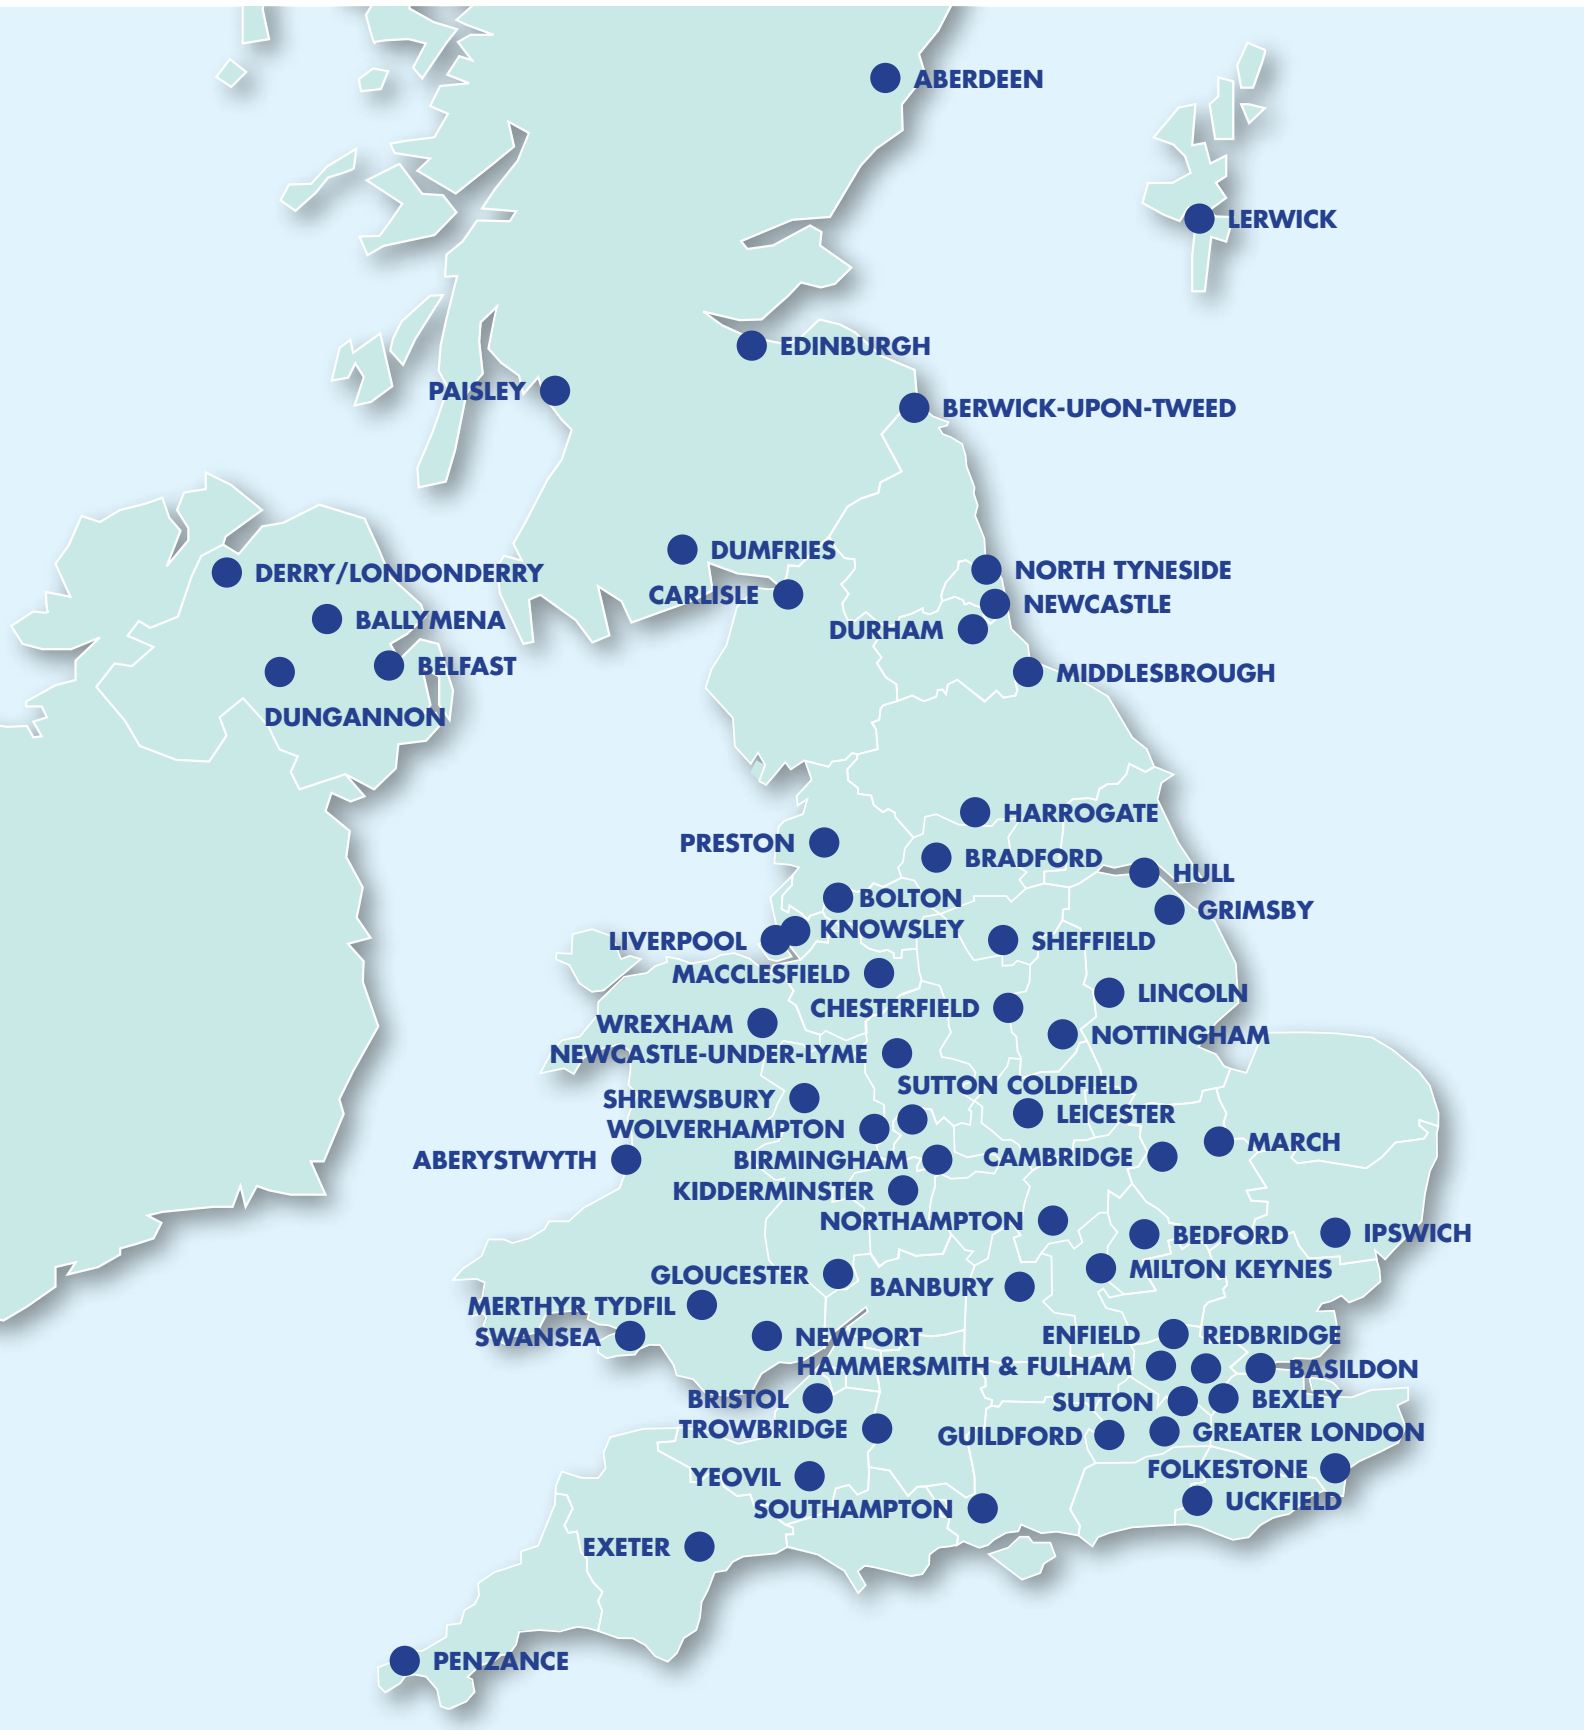 ABERDEEN
LERWICK
EDINBURGH
PAISLEY
BERWICK-UPON-TWEED
DUMFRIES
DERRY/LONDONDERRY
NORTH TYNESIDE
CARLISLE
NEWCASTLE
BALLYMENA
DURHAM
BELFAST
MIDDLESBROUGH
DUNGANNON
HARROGATE
PRESTON
BRADFORD
HULL
BOLTON
GRIMSBY
KNOWSLEY
LIVERPOOL
SHEFFIELD
MACCLESFIELD
LINCOLN
CHESTERFIELD
WREXHAM
NOTTINGHAM
NEWCASTLE-UNDER-LYME
SUTTON COLDFIELD
SHREWSBURY
LEICESTER
WOLVERHAMPTON
MARCH
ABERYSTWYTH
BIRMINGHAM
CAMBRIDGE
KIDDERMINSTER
NORTHAMPTON
BEDFORD
IPSWICH
GLOUCESTER
MILTON KEYNES
BANBURY
MERTHYR TYDFIL
SWANSEA
NEWPORT
ENFIELD
REDBRIDGE
HAMMERSMITH & FULHAM
BASILDON
BRISTOL
SUTTON
BEXLEY
TROWBRIDGE
GUILDFORD
GREATER LONDON
YEOVIL
FOLKESTONE
SOUTHAMPTON
UCKFIELD
EXETER
PENZANCE